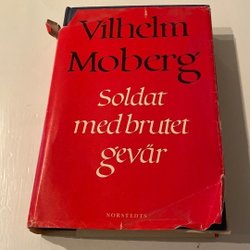 Vilhelm
Moberg
Soldat
med brutet
gevär
NORSTEDTS